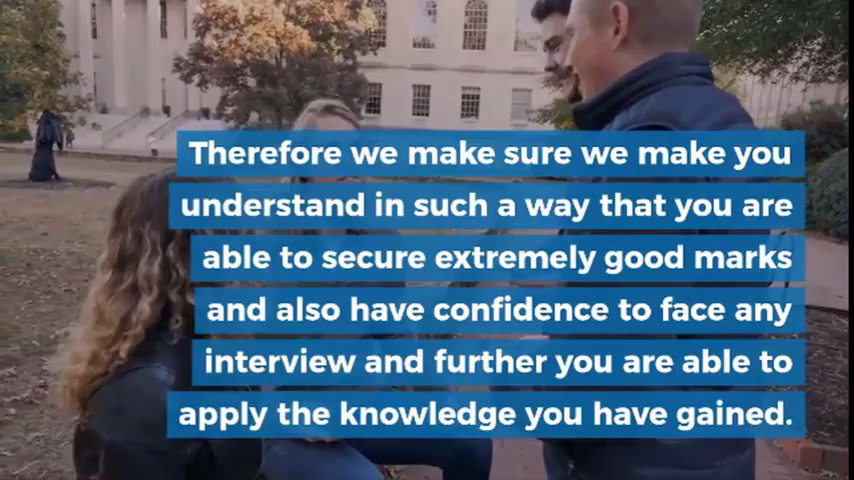 Therefore we make sure we make you
understand in such a way that you are
able to secure extremely good marks
and also have confidence to face any
interview and further you are able to
apply the knowledge you have gained.